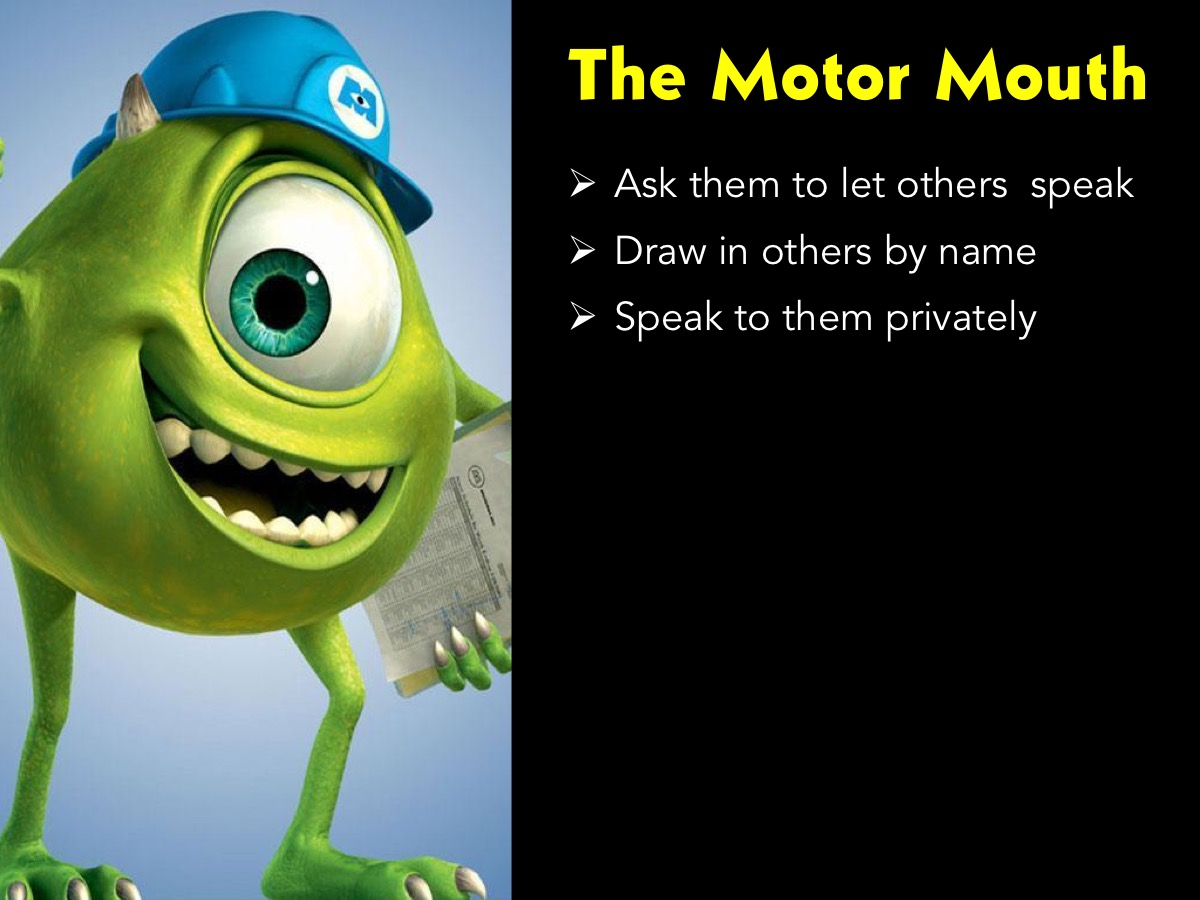 The Motor Mouth
➢ Ask them to let others  speak
➢ Draw in others by name
➢ Speak to them privately